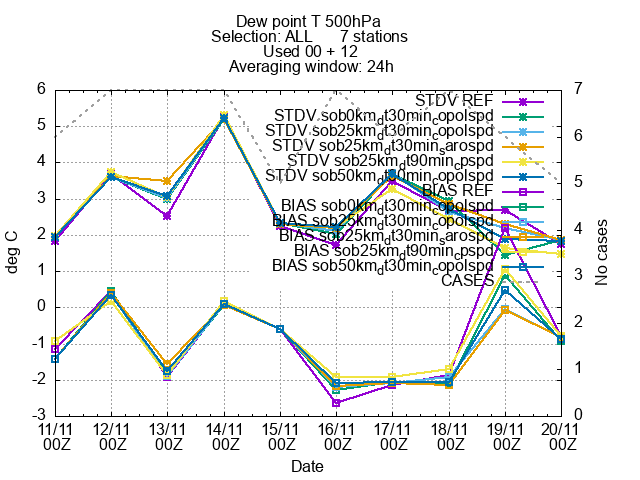 Dew point T 500hPa
Selection: ALL 7 stations
Used 00 + 12
Averaging window: 24h
STDV REF
STDV sob0km_dt30min_copolspd
STDV sob25km_dt30min_copolspd
STDV sob25km_dt30min_sarospd
STDV sob25km_dt90min_cpspd
STDV sob50km_dt30min_copolspd
BIAS REF
BIAS sob0km_dt30min_copolspd
BIAS sob25km_dt30min_copolspd
BIAS sob25km_dt30min_sarospd
BIAS sob25km_dt90min_cpspd
BIAS sob50km_dt30min_copolspd
CASES
deg C
6
5
4
3
2
1
0
-1
-2
-3
No cases
7
6
5
4
3
2
1
0
11/11 12/11 13/11 14/11 15/11 16/11 17/11 18/11 19/11 20/11
00Z 00Z 00Z 00Z 00Z 00Z 00Z 00Z 00Z 00Z
Date